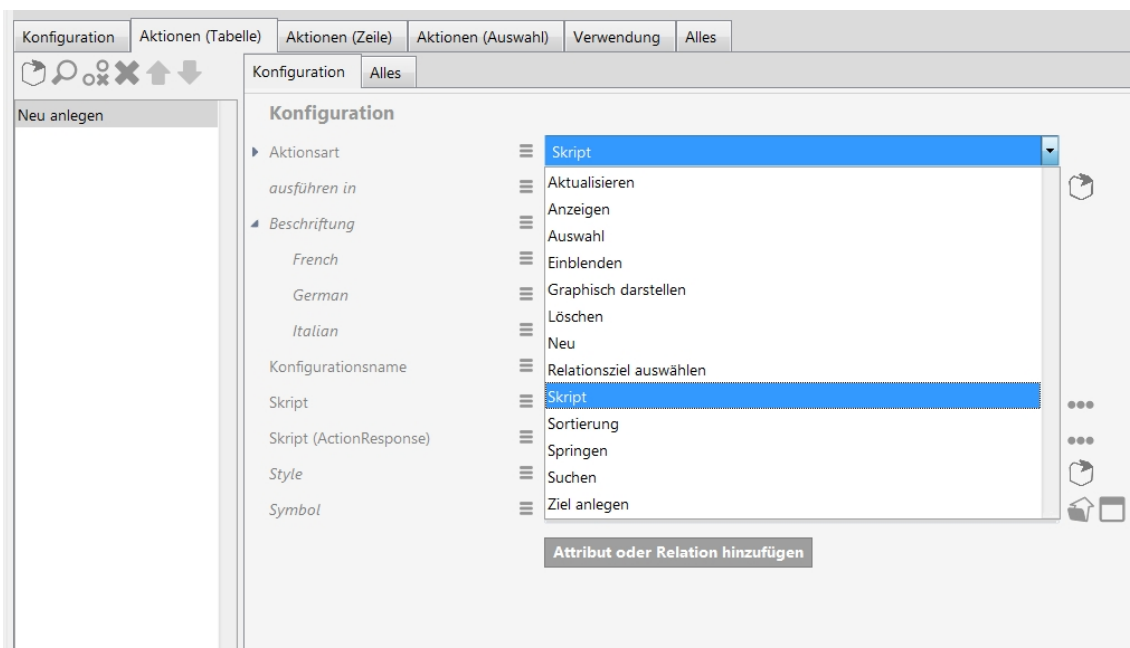 Konfiguration Aktionen (Tabelle) Aktionen (Zeile) Aktionen (Auswahl) Verwendung Alles
Konfiguration Alles
Neu anlegen
Konfiguration
Aktionsart Skript
ausführen in Aktualisieren
Anzeigen
Beschriftung
Auswahl
French Einblenden
German Graphisch darstellen
Löschen
Italian
Neu
Konfigurationsname Relationsziel auswählen
Skript Skript
Sortierung
Skript (ActionResponse)
Springen
Style Suchen
Symbol Ziel anlegen
Attribut oder Relation hinzufügen